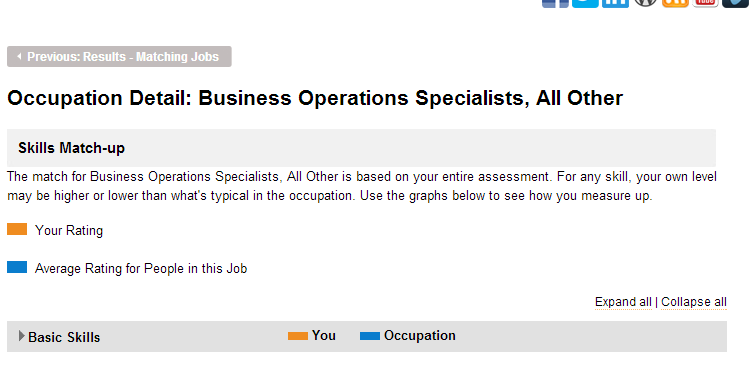 Tube
Previous: Results - Matching Jobs
Occupation Detail: Business Operations Specialists, All Other
Skills Match-up
The match for Business Operations Specialists, All Other is based on your entire assessment. For any skill, your own level
may be higher or lower than what's typical in the occupation. Use the graphs below to see how you measure up.
Your Rating
Average Rating for People in this Job
Expand all | Collapse all
Basic Skills You Occupation